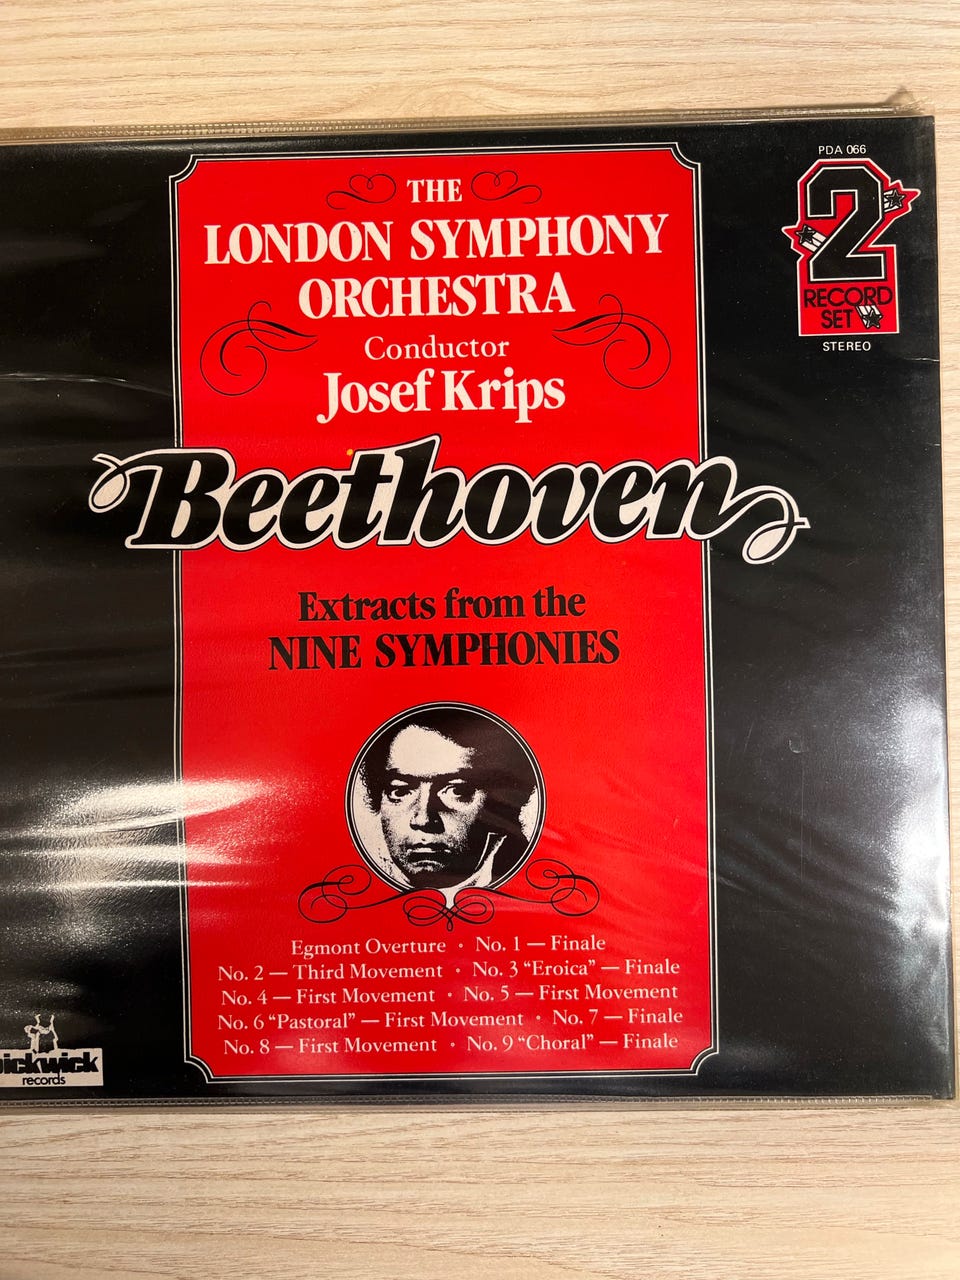 PDA 066
2
RECORD
SET
STEREO
THE
LONDON SYMPHONY
ORCHESTRA
Conductor
Josef Krips
Beethoven
Extracts from the
NINE SYMPHONIES
Egmont Overture • No. 1 — Finale
No. 2 — Third Movement • No. 3 “Eroica” — Finale
No. 4 — First Movement • No. 5 — First Movement
No. 6 “Pastoral” — First Movement • No. 7 — Finale
No. 8 — First Movement • No. 9 “Choral” — Finale
ickwick
records